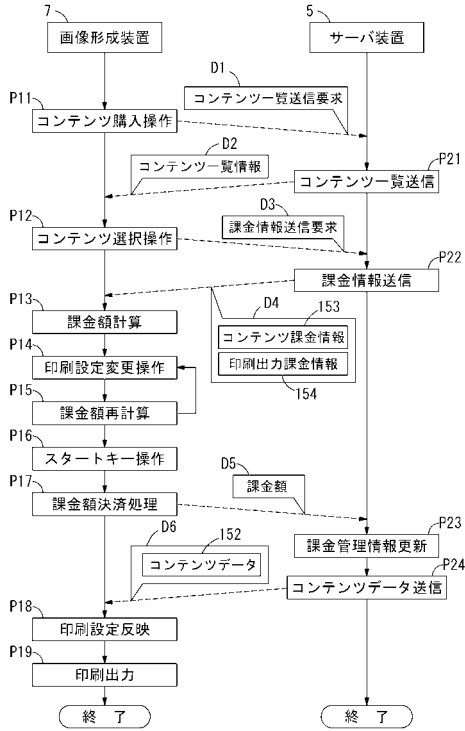 7
5
画像形成装置
サーバ装置
D1
P11
コンテンツ一覧送信要求
コンテンツ購入操作
D2
P21
コンテンツ一覧情報
コンテンツ一覧送信
P12
D3
コンテンツ選択操作
課金情報送信要求
P22
課金情報送信
P13
D4
153
課金額計算
コンテンツ課金情報
P14
印刷設定変更操作
印刷出力課金情報
P15
154
課金額再計算
P16
スタートキー操作
D5
P17
課金額
課金額決済処理
P23
D6
152
課金管理情報更新
コンテンツデータ
P24
コンテンツデータ送信
P18
印刷設定反映
P19
印刷出力
終 了
終 了